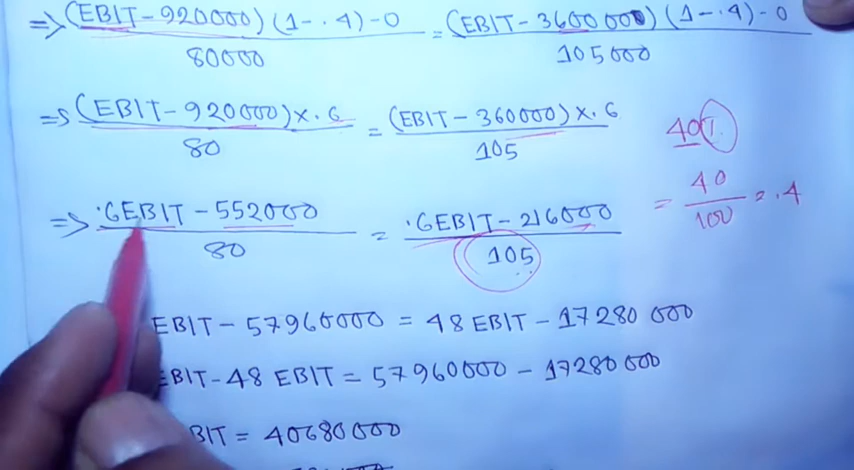 => (EBIT-920000)(1-.4)-0 / 80000 = (EBIT-3600000)(1-.4)-0 / 105000
=> (EBIT-920000)×.6 / 80 = (EBIT-360000)×.6 / 105
40%
= 40/100 = .4
=> .6EBIT-552000 / 80 = .6EBIT-216000 / 105
EBIT-57960000 = 48 EBIT-17280 000
EBIT-48 EBIT = 57960000-17280000
BIT = 40680000